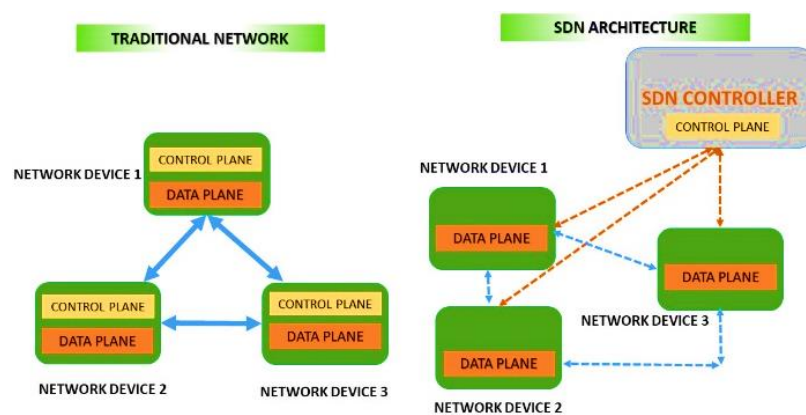 TRADITIONAL NETWORK
CONTROL PLANE
NETWORK DEVICE 1
DATA PLANE
CONTROL PLANE
DATA PLANE
NETWORK DEVICE 2
CONTROL PLANE
DATA PLANE
NETWORK DEVICE 3
SDN ARCHITECTURE
SDN CONTROLLER
CONTROL PLANE
NETWORK DEVICE 1
DATA PLANE
DATA PLANE
NETWORK DEVICE 3
DATA PLANE
NETWORK DEVICE 2